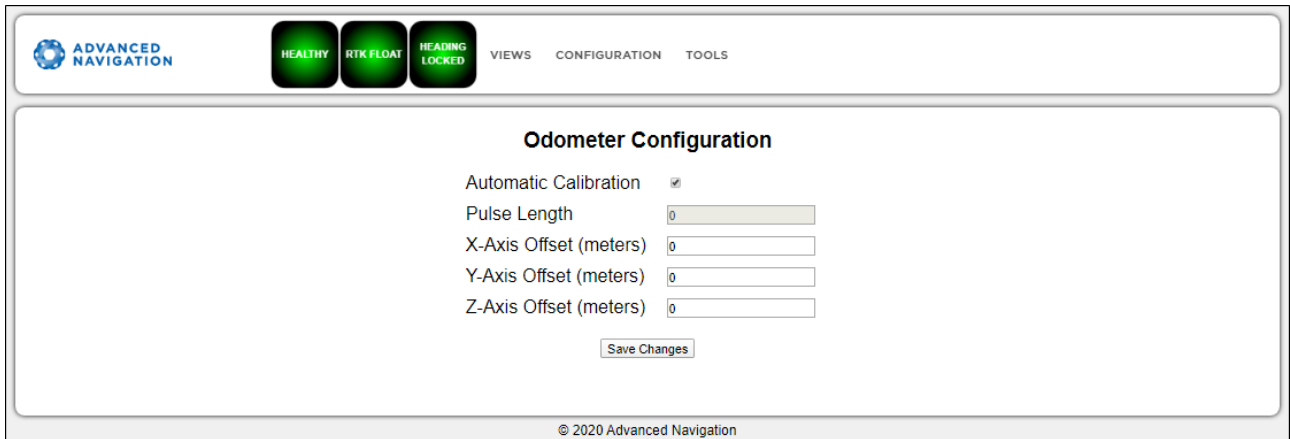 ADVANCED
NAVIGATION
HEALTHY
RTK FLOAT
HEADING
LOCKED
VIEWS CONFIGURATION TOOLS
Odometer Configuration
Automatic Calibration
Pulse Length 0
X-Axis Offset (meters) 0
Y-Axis Offset (meters) 0
Z-Axis Offset (meters) 0
Save Changes
© 2020 Advanced Navigation